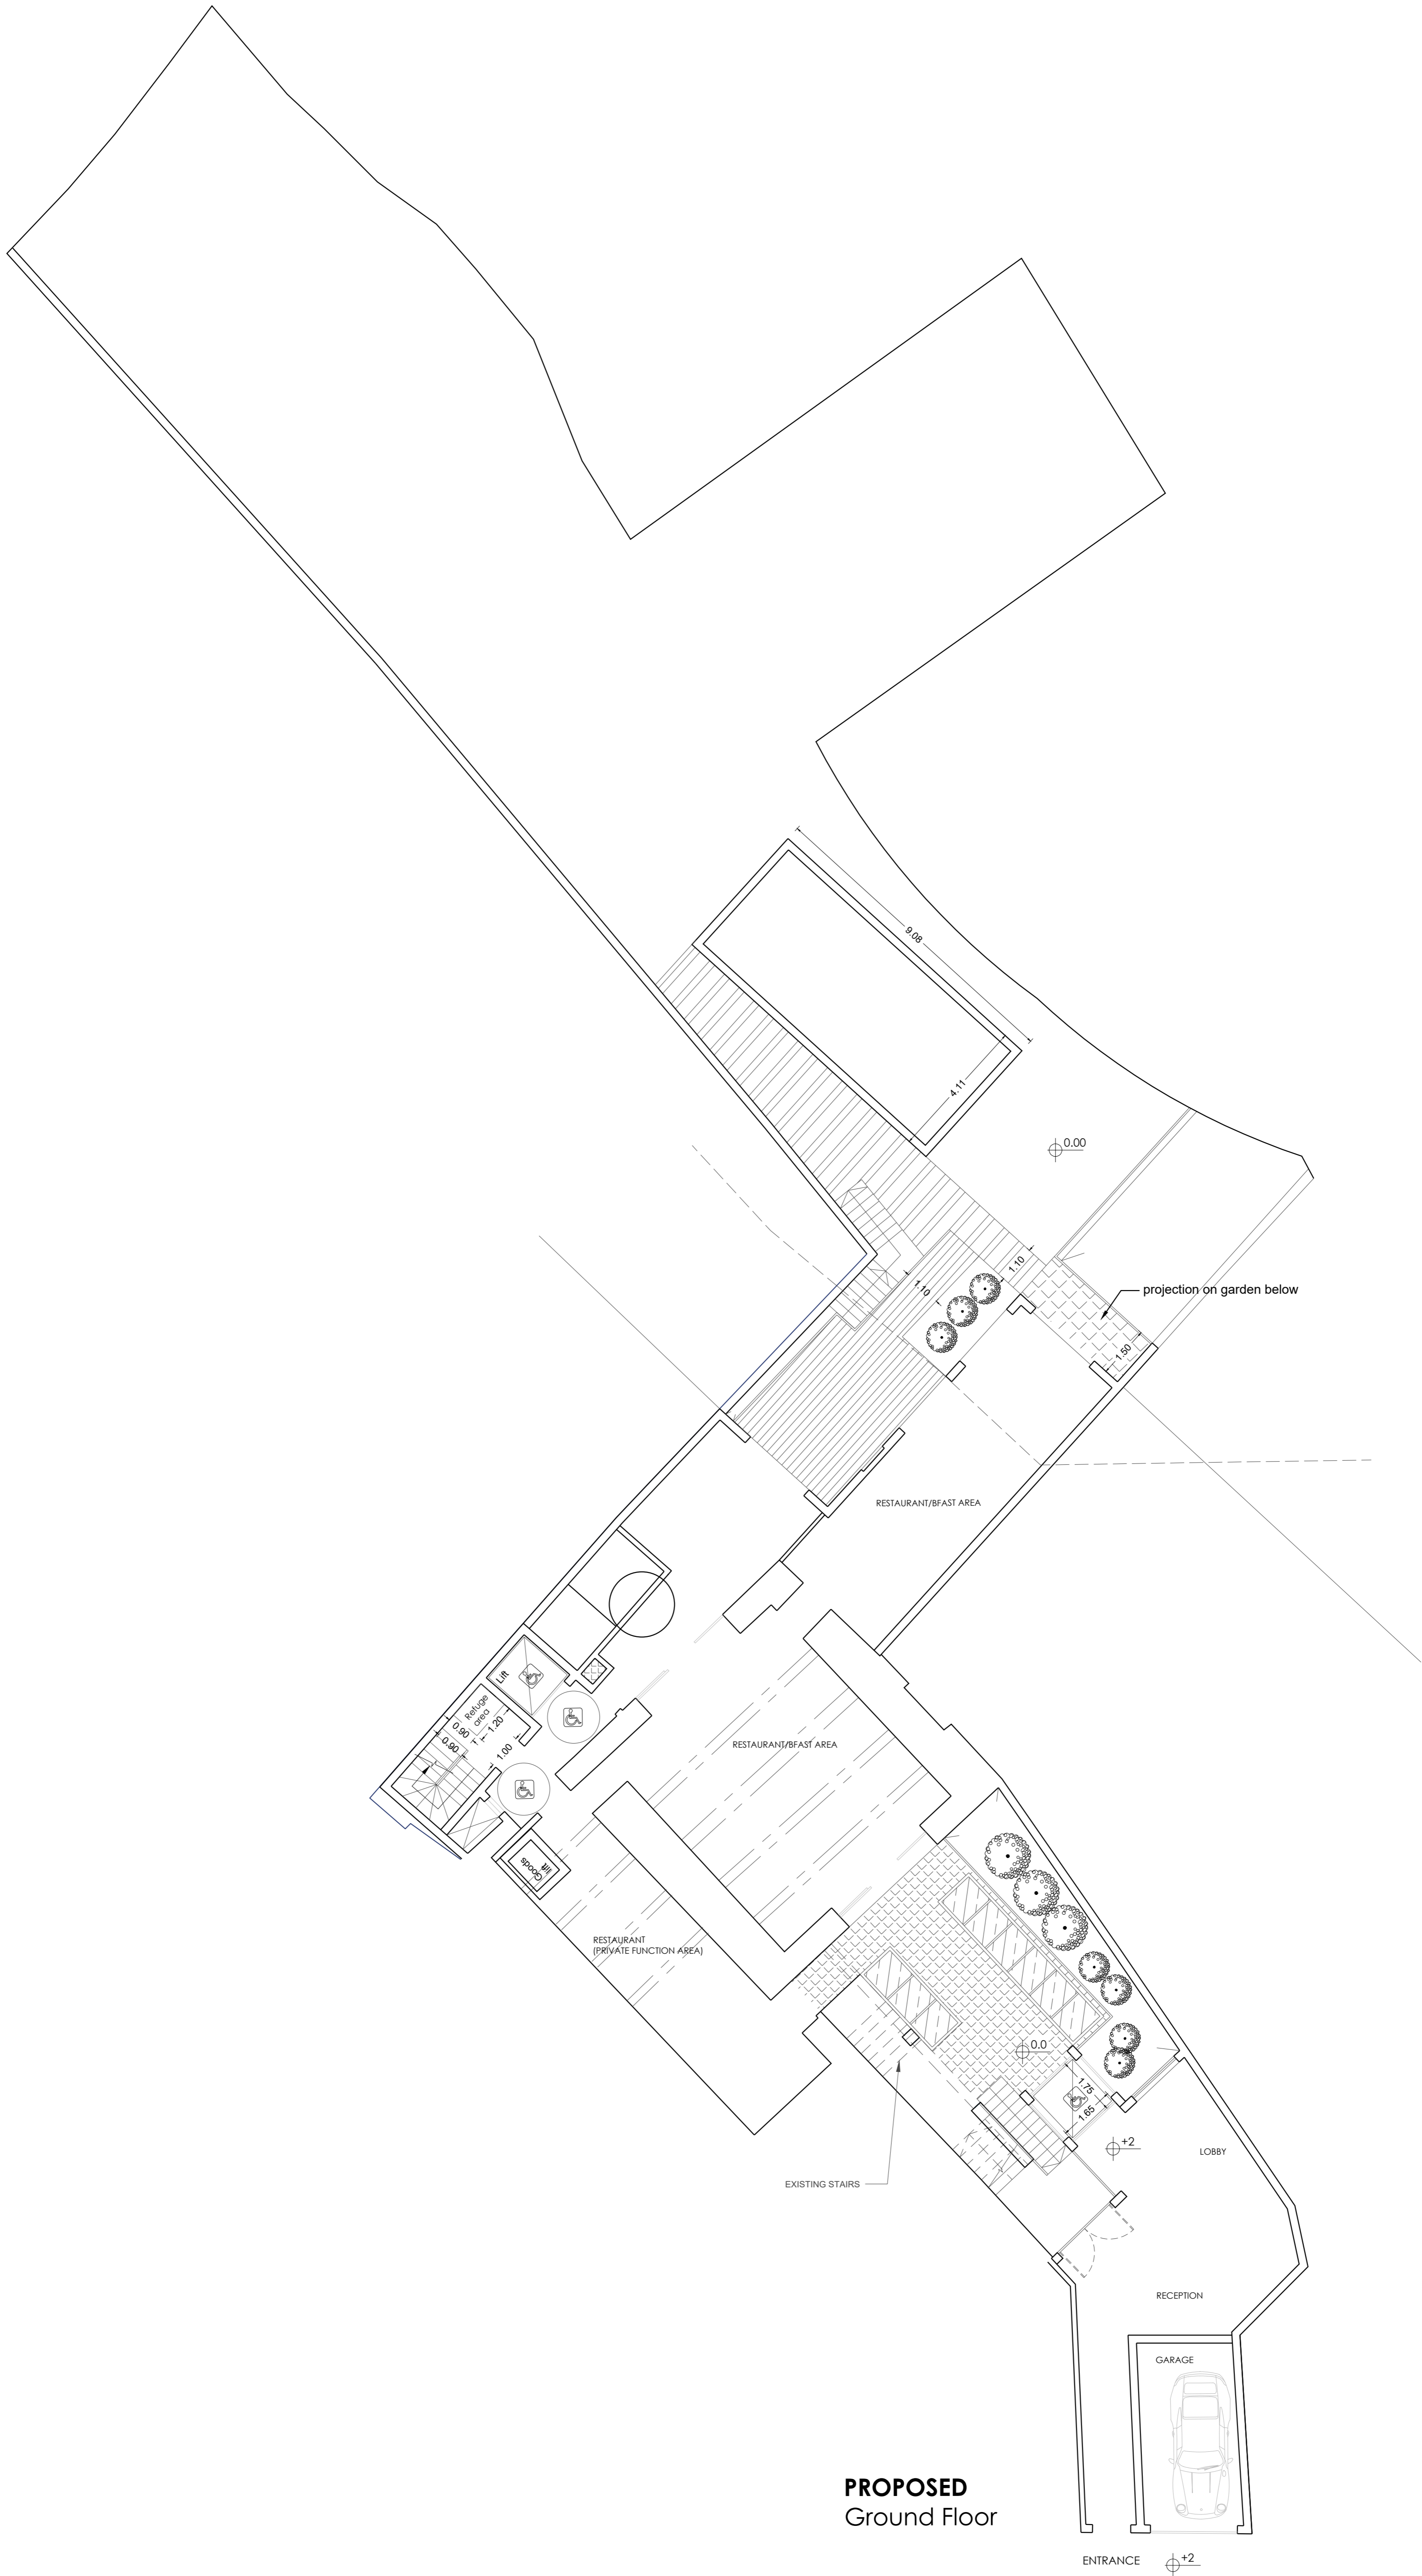 9.08
4.11
0.00
1.10
1.10
projection on garden below
1.50
RESTAURANT/BFAST AREA
Lift
Refuge
area
0.90
0.90
1.20
1.00
RESTAURANT/BFAST AREA
Goods
lift
RESTAURANT
(PRIVATE FUNCTION AREA)
0.0
1.75
1.65
+2
LOBBY
EXISTING STAIRS
RECEPTION
GARAGE
PROPOSED
Ground Floor
ENTRANCE
+2